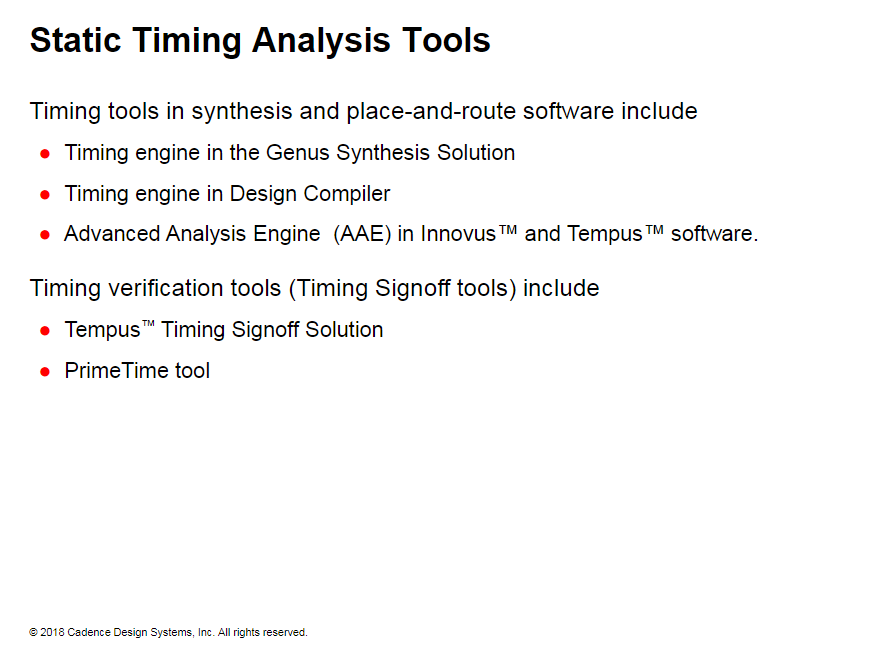 Static Timing Analysis Tools
Timing tools in synthesis and place-and-route software include
● Timing engine in the Genus Synthesis Solution
● Timing engine in Design Compiler
● Advanced Analysis Engine  (AAE) in Innovus™ and Tempus™ software.
Timing verification tools (Timing Signoff tools) include
● Tempus™ Timing Signoff Solution
● PrimeTime tool
© 2018 Cadence Design Systems, Inc. All rights reserved.